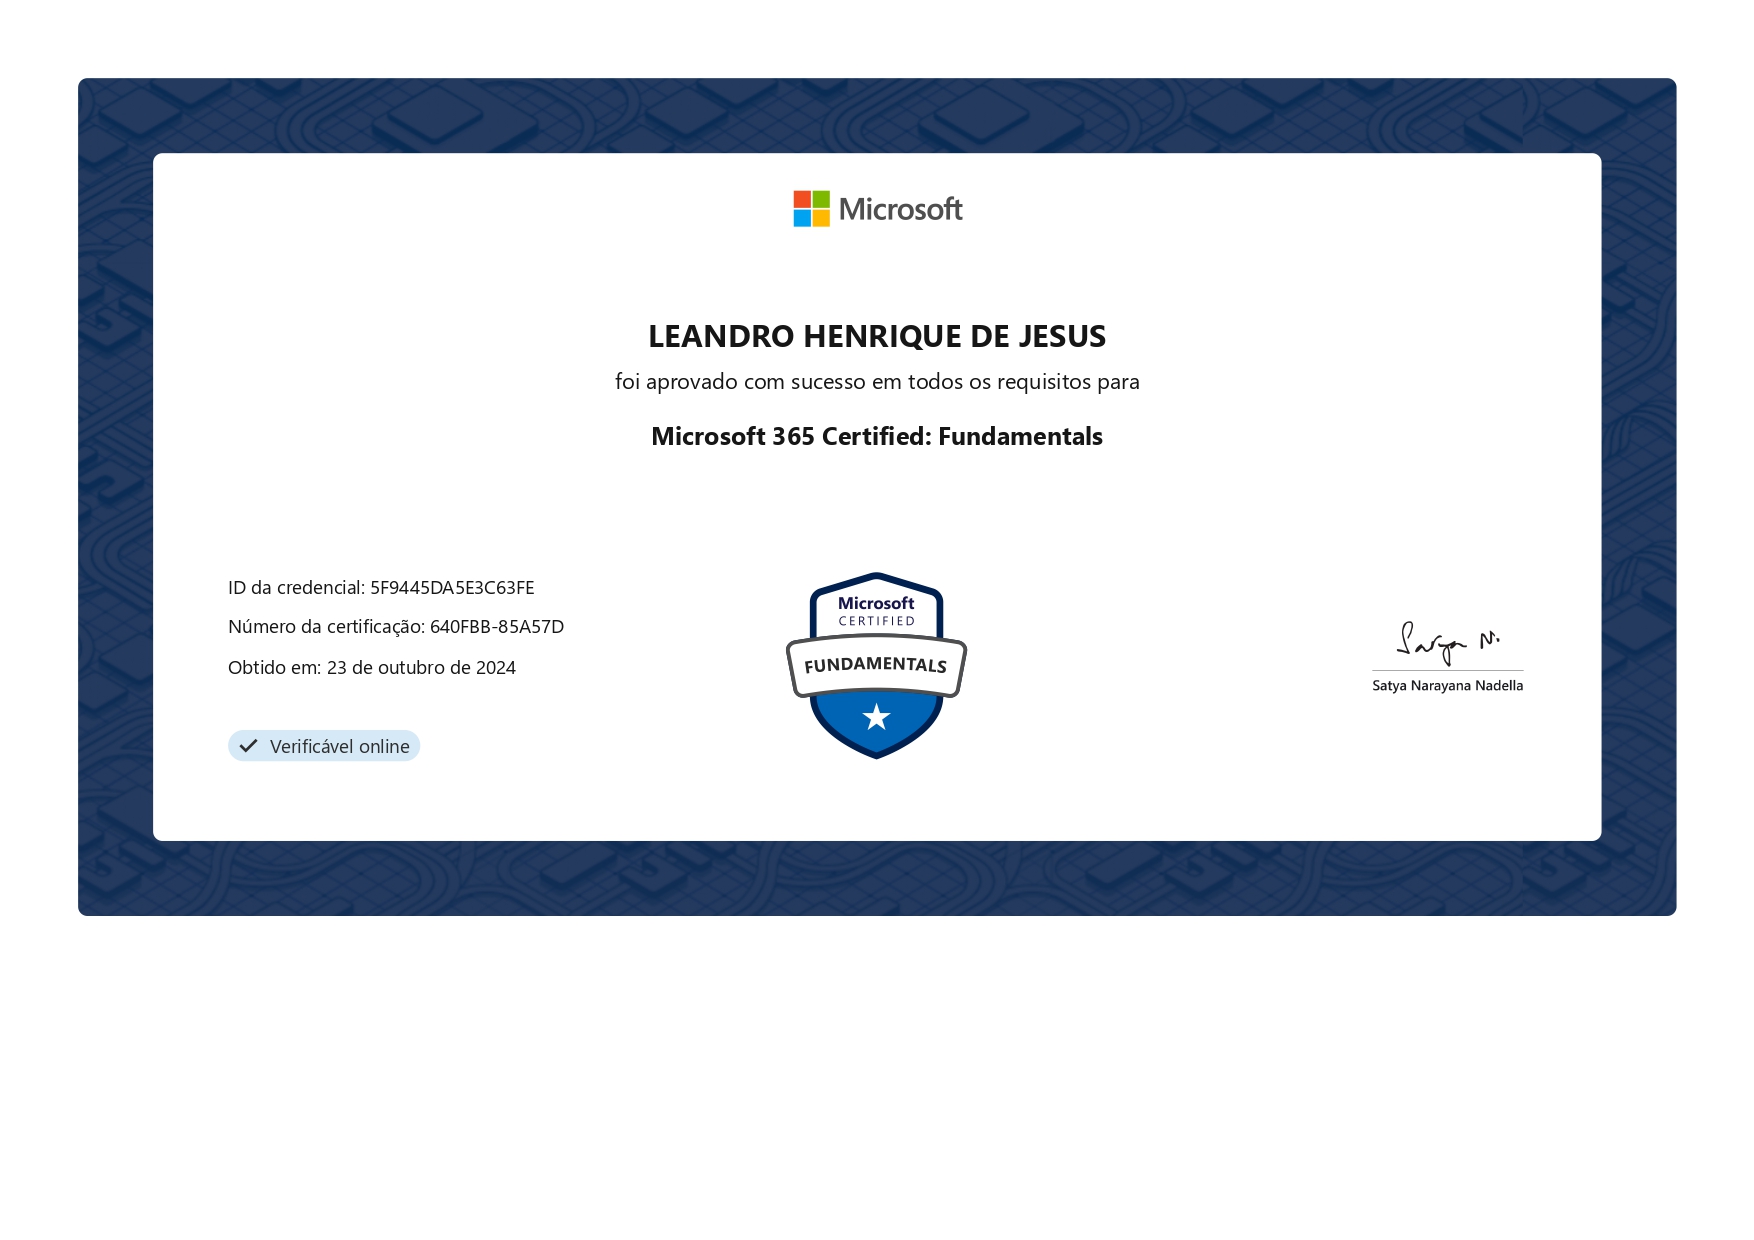 Microsoft
LEANDRO HENRIQUE DE JESUS
foi aprovado com sucesso em todos os requisitos para
Microsoft 365 Certified: Fundamentals
ID da credencial: 5F9445DA5E3C63FE
Número da certificação: 640FBB-85A57D
Obtido em: 23 de outubro de 2024
Verificável online
Microsoft
CERTIFIED
FUNDAMENTALS
Satya N.
Satya Narayana Nadella